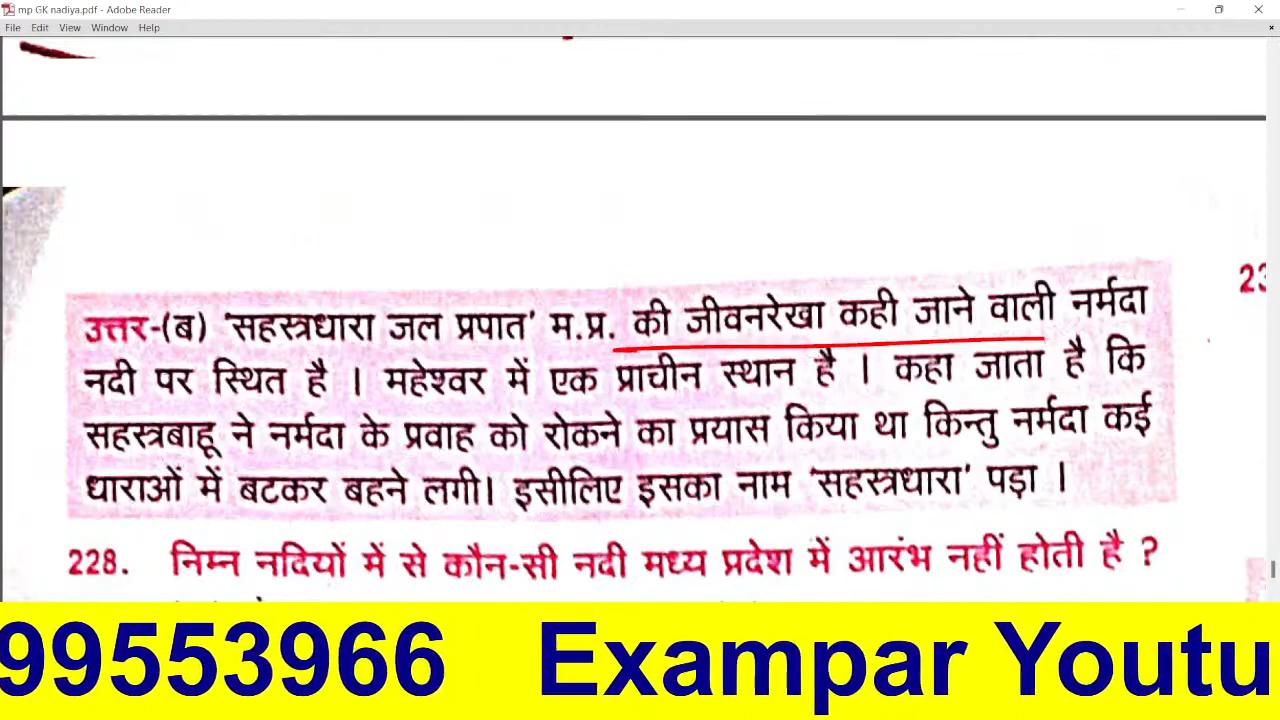 mp GK nadiya.pdf - Adobe Reader
File Edit View Window Help
23
उत्तर-(ब) 'सहस्त्रधारा जल प्रपात' म.प्र. की जीवनरेखा कही जाने वाली नर्मदा
नदी पर स्थित है । महेश्वर में एक प्राचीन स्थान है । कहा जाता है कि
सहस्त्रबाहू ने नर्मदा के प्रवाह को रोकने का प्रयास किया था किन्तु नर्मदा कई
धाराओं में बटकर बहने लगी। इसीलिए इसका नाम 'सहस्त्रधारा' पड़ा ।
228. निम्न नदियों में से कौन-सी नदी मध्य प्रदेश में आरंभ नहीं होती है ?
99553966 Exampar Youtu